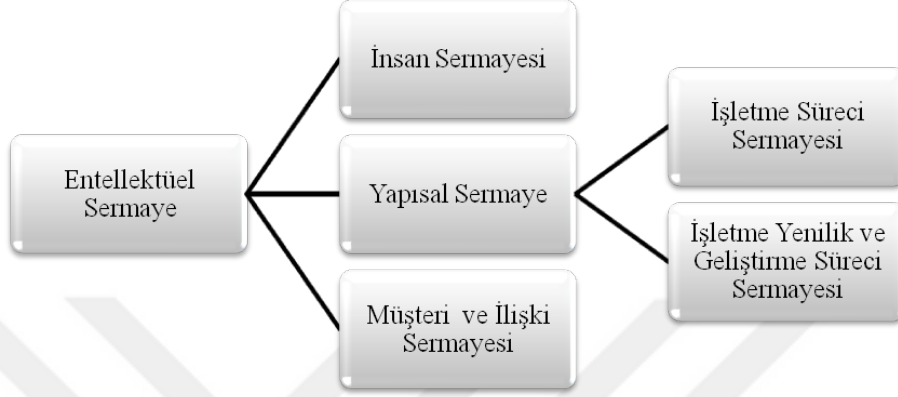 Entellektüel
Sermaye
İnsan Sermayesi
Yapısal Sermaye
Müşteri ve İlişki
Sermayesi
İşletme Süreci
Sermayesi
İşletme Yenilik ve
Geliştirme Süreci
Sermayesi